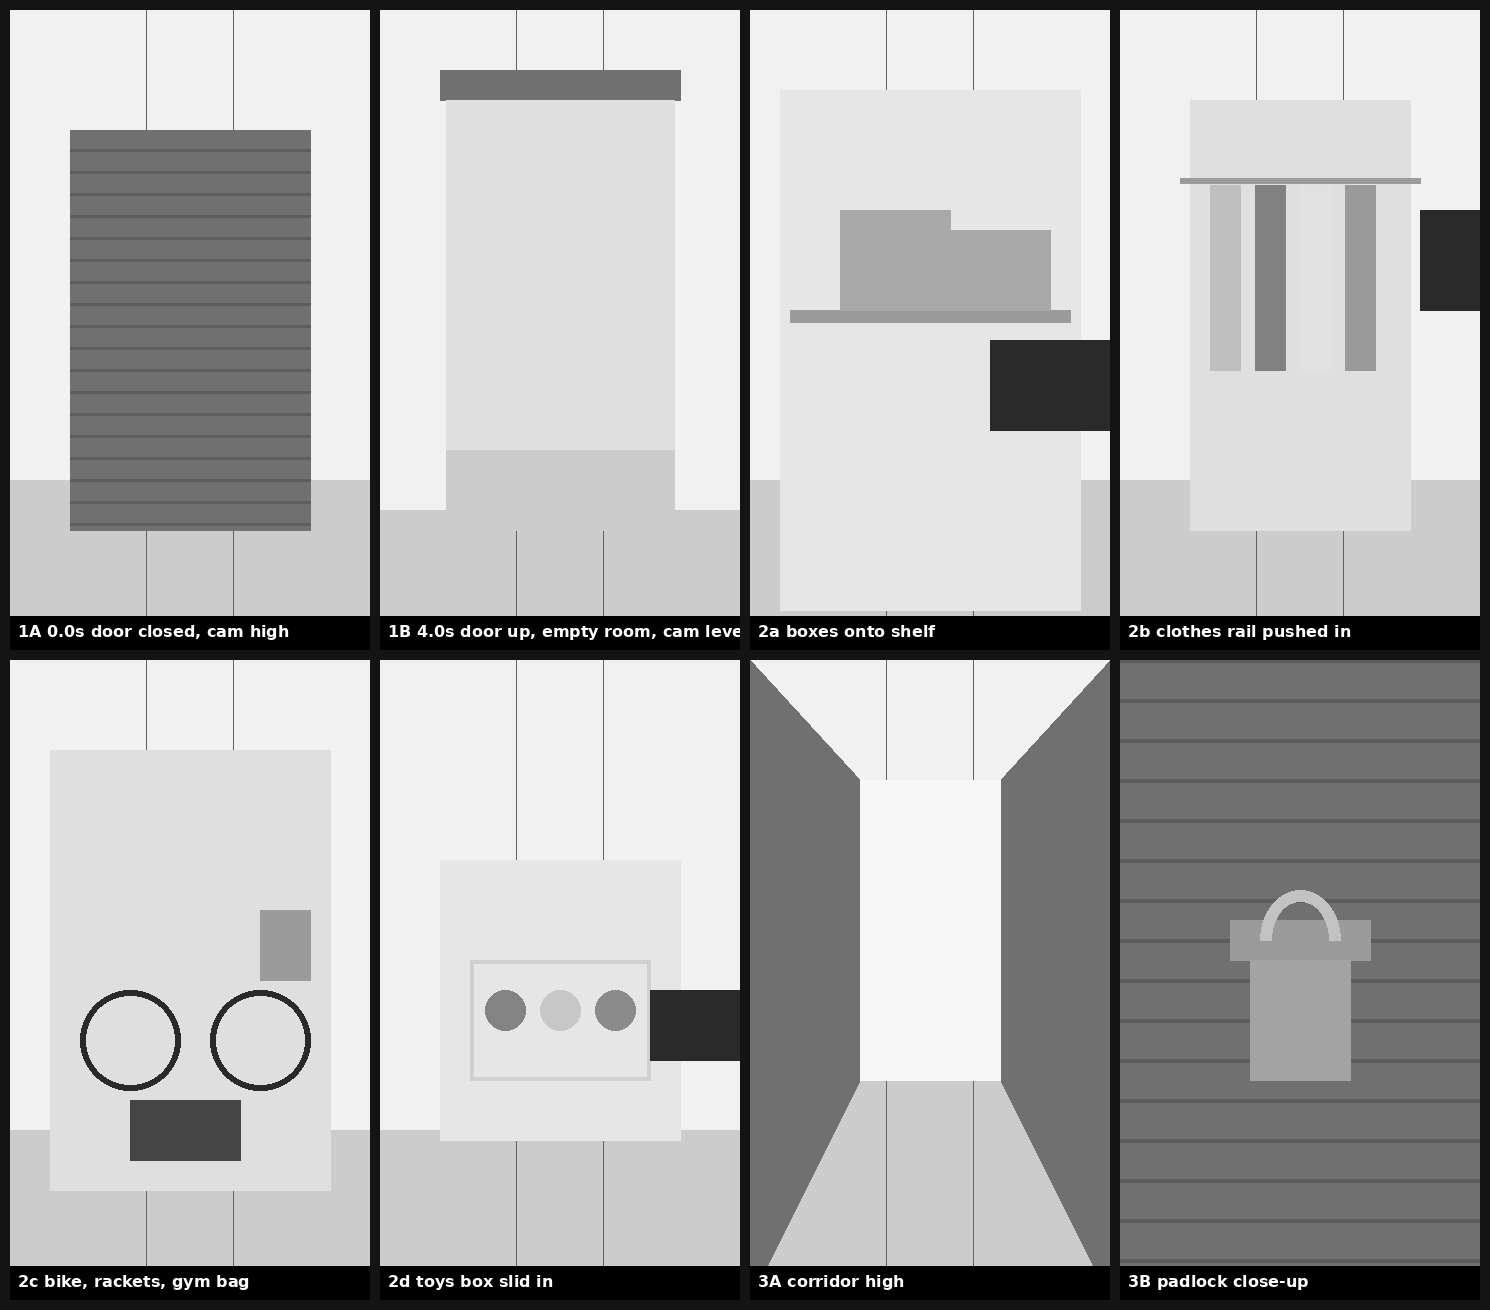 1A 0.0s door closed, cam high
1B 4.0s door up, empty room, cam leve
2a boxes onto shelf
2b clothes rail pushed in
2c bike, rackets, gym bag
2d toys box slid in
3A corridor high
3B padlock close-up